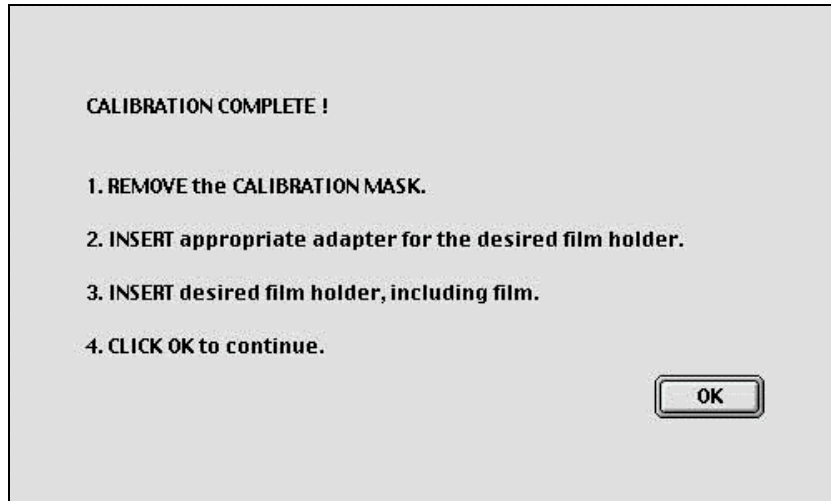 CALIBRATION COMPLETE !
1. REMOVE the CALIBRATION MASK.
2. INSERT appropriate adapter for the desired film holder.
3. INSERT desired film holder, including film.
4. CLICK OK to continue.
OK